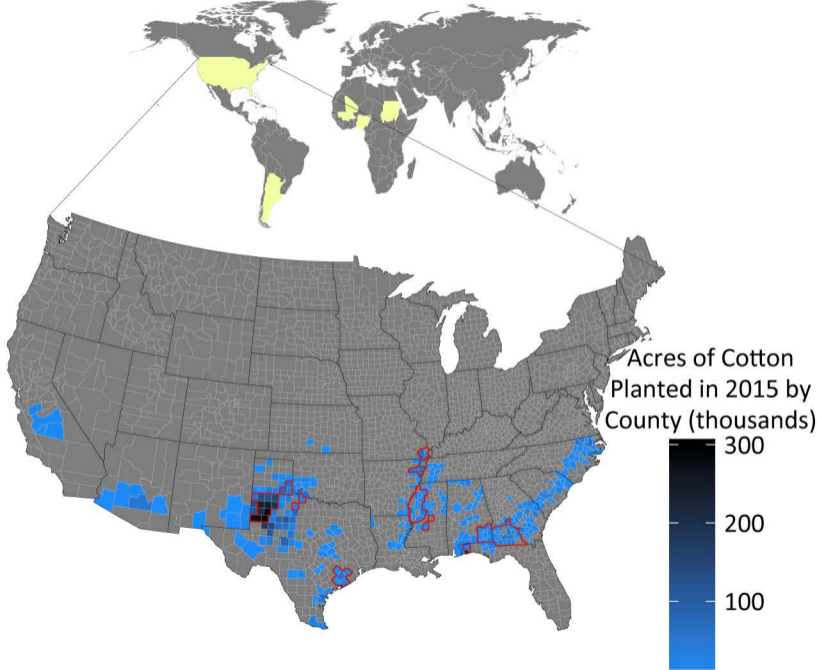 Acres of Cotton
Planted in 2015 by
County (thousands)
300
200
100